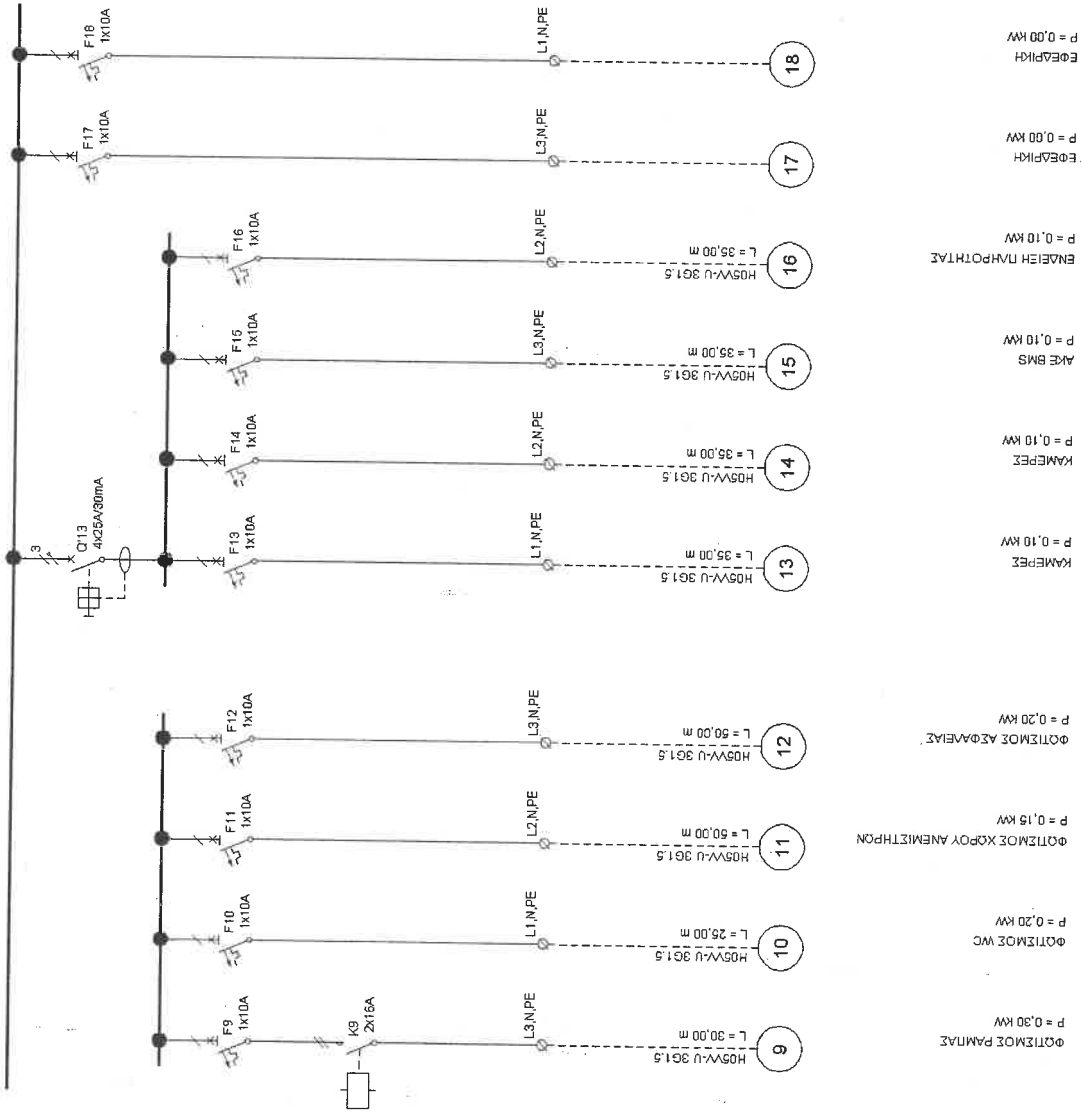 F18
1x10A
L1,N,PE
18
ΕΦΕΔΡΙΚΗ
P = 0,00 KW
F17
1x10A
L3,N,PE
17
ΕΦΕΔΡΙΚΗ
P = 0,00 KW
F16
1x10A
L2,N,PE
H05VV-U 3G1.5
L = 35,00 m
16
ΕΝΔΕΙΞΗ ΠΛΗΡΟΤΗΤΑΣ
P = 0,10 KW
F15
1x10A
L3,N,PE
H05VV-U 3G1.5
L = 35,00 m
15
ΑΚΕ BMS
P = 0,10 KW
F14
1x10A
L2,N,PE
H05VV-U 3G1.5
L = 35,00 m
14
ΚΑΜΕΡΕΣ
P = 0,10 KW
3
Q'13
4x25A/30mA
F13
1x10A
L1,N,PE
H05VV-U 3G1.5
L = 35,00 m
13
ΚΑΜΕΡΕΣ
P = 0,10 KW
F12
1x10A
L3,N,PE
H05VV-U 3G1.5
L = 50,00 m
12
ΦΩΤΙΣΜΟΣ ΑΣΦΑΛΕΙΑΣ
P = 0,20 KW
F11
1x10A
L2,N,PE
H05VV-U 3G1.5
L = 50,00 m
11
ΦΩΤΙΣΜΟΣ ΧΩΡΟΥ ΑΝΕΜΙΣΤΗΡΩΝ
P = 0,15 KW
F10
1x10A
L1,N,PE
H05VV-U 3G1.5
L = 25,00 m
10
ΦΩΤΙΣΜΟΣ WC
P = 0,20 KW
F9
1x10A
K9
2x16A
L3,N,PE
H05VV-U 3G1.5
L = 30,00 m
9
ΦΩΤΙΣΜΟΣ ΡΑΜΠΑΣ
P = 0,30 KW